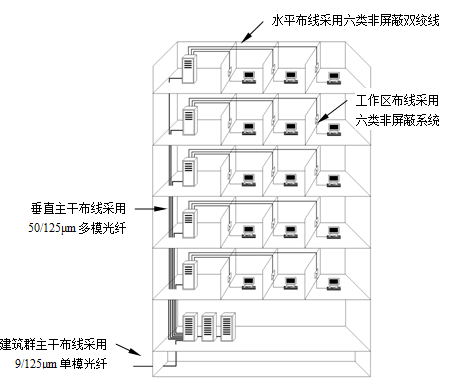 水平布线采用六类非屏蔽双绞线
工作区布线采用
六类非屏蔽系统
垂直主干布线采用
50/125μm 多模光纤
建筑群主干布线采用
9/125μm 单模光纤